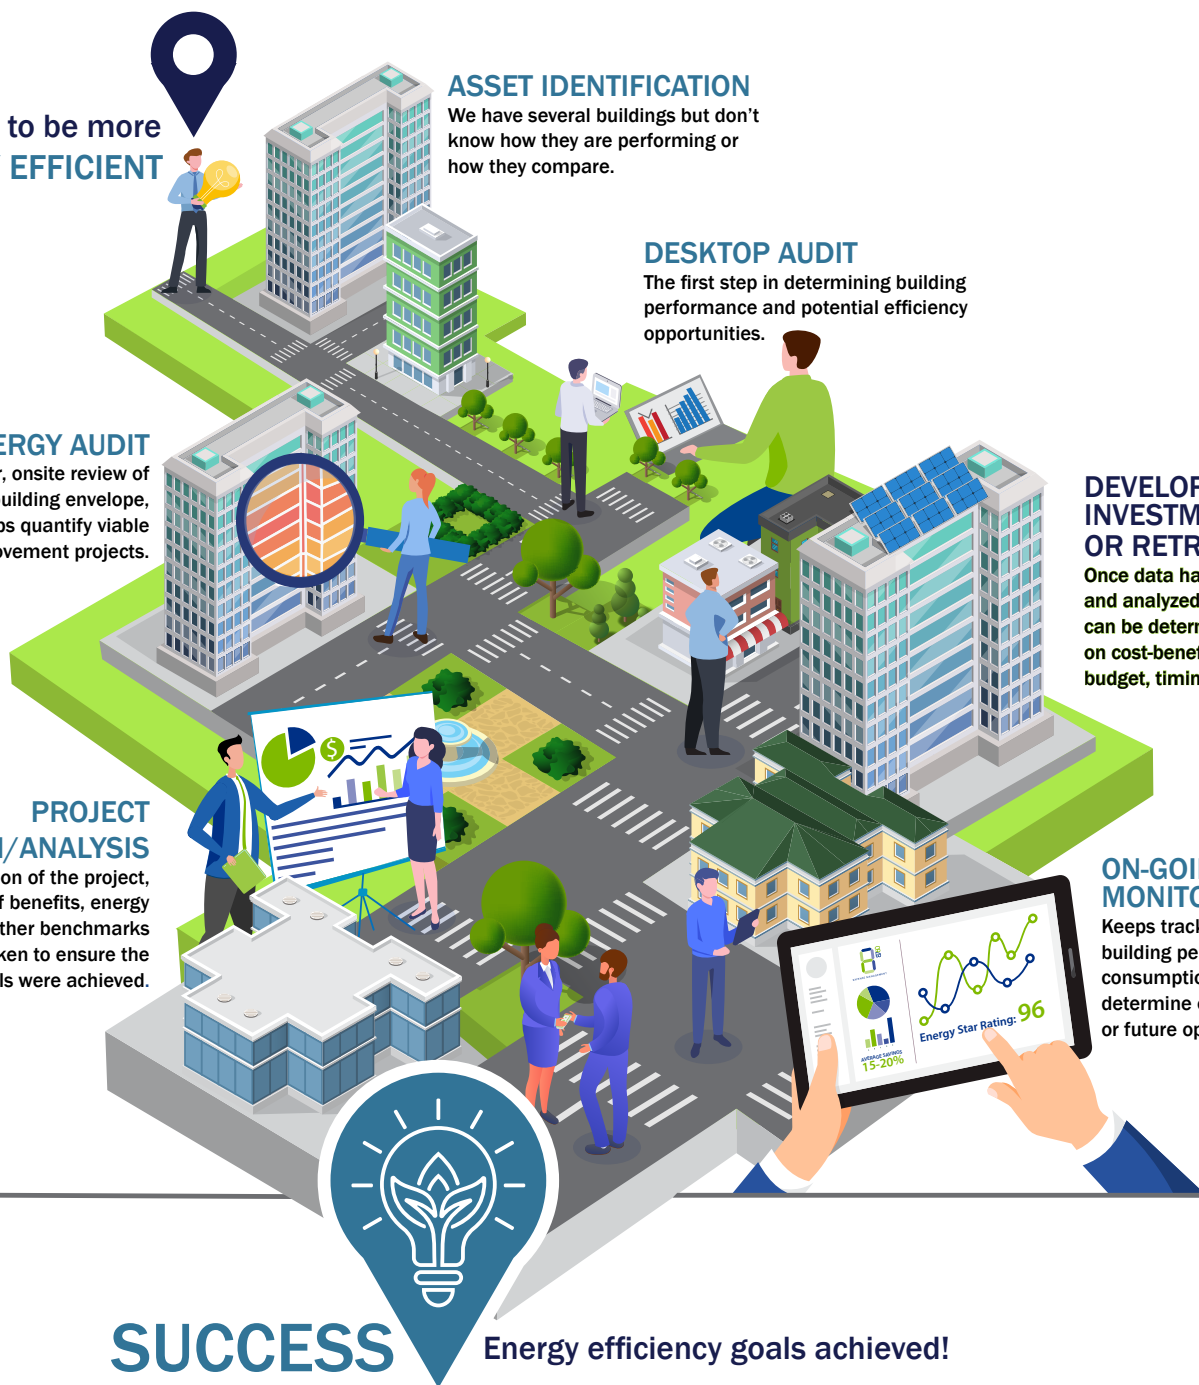 to be more
EFFICIENT
ASSET IDENTIFICATION
We have several buildings but don't
know how they are performing or
how they compare.
DESKTOP AUDIT
The first step in determining building
performance and potential efficiency
opportunities.
ERGY AUDIT
r, onsite review of
building envelope,
ps quantify viable
ovement projects.
DEVELOP
INVESTM
OR RETR
Once data ha
and analyzed
can be determ
on cost-benef
budget, timin
PROJECT
/ANALYSIS
on of the project,
f benefits, energy
ther benchmarks
ken to ensure the
ls were achieved.
ON-GOI
MONITO
Keeps track
building pe
consumptio
determine
or future op
$
AVERAGE SAVINGS
15-20%
Energy Star Rating: 96
SUCCESS
Energy efficiency goals achieved!